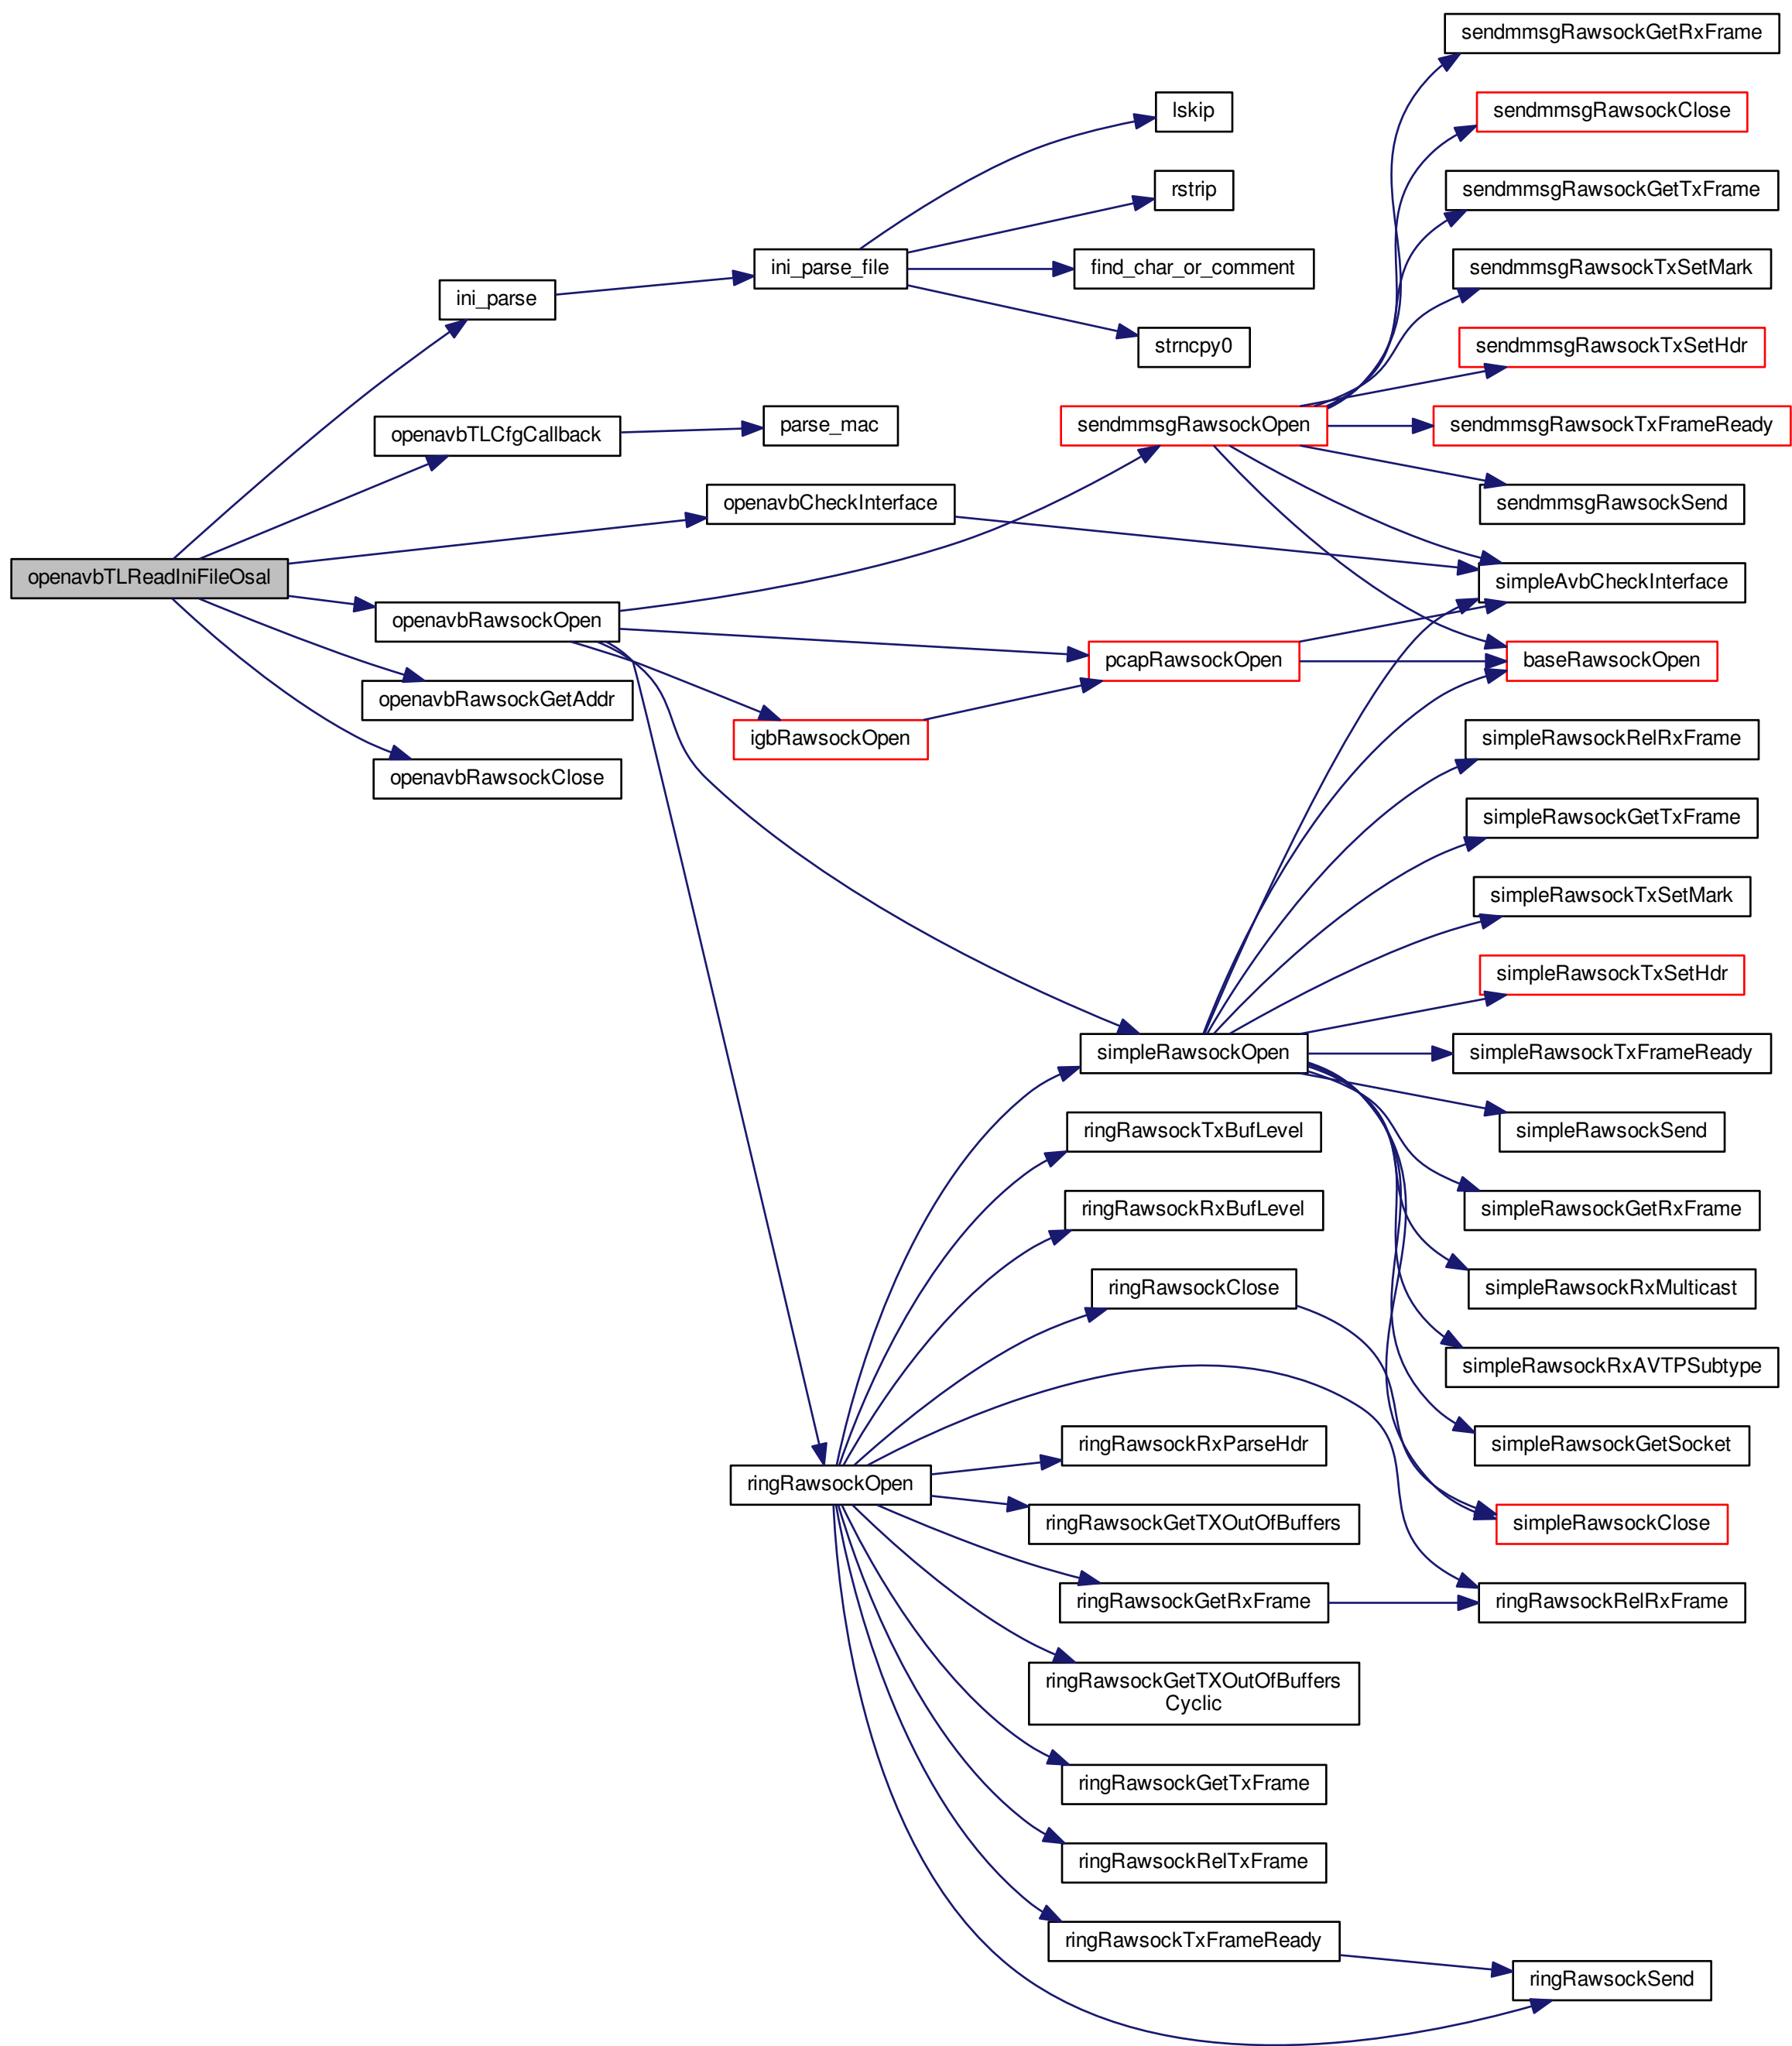 sendmmsgRawsockGetRxFrame
lskip
sendmmsgRawsockClose
rstrip
sendmmsgRawsockGetTxFrame
ini_parse_file
find_char_or_comment
sendmmsgRawsockTxSetMark
ini_parse
strncpy0
sendmmsgRawsockTxSetHdr
openavbTLCfgCallback
parse_mac
sendmmsgRawsockOpen
sendmmsgRawsockTxFrameReady
openavbCheckInterface
sendmmsgRawsockSend
openavbTLReadIniFileOsal
simpleAvbCheckInterface
openavbRawsockOpen
pcapRawsockOpen
baseRawsockOpen
openavbRawsockGetAddr
igbRawsockOpen
simpleRawsockRelRxFrame
openavbRawsockClose
simpleRawsockGetTxFrame
simpleRawsockTxSetMark
simpleRawsockTxSetHdr
simpleRawsockOpen
simpleRawsockTxFrameReady
ringRawsockTxBufLevel
simpleRawsockSend
ringRawsockRxBufLevel
simpleRawsockGetRxFrame
ringRawsockClose
simpleRawsockRxMulticast
simpleRawsockRxAVTPSubtype
ringRawsockRxParseHdr
simpleRawsockGetSocket
ringRawsockOpen
ringRawsockGetTXOutOfBuffers
simpleRawsockClose
ringRawsockGetRxFrame
ringRawsockRelRxFrame
ringRawsockGetTXOutOfBuffers
Cyclic
ringRawsockGetTxFrame
ringRawsockRelTxFrame
ringRawsockTxFrameReady
ringRawsockSend